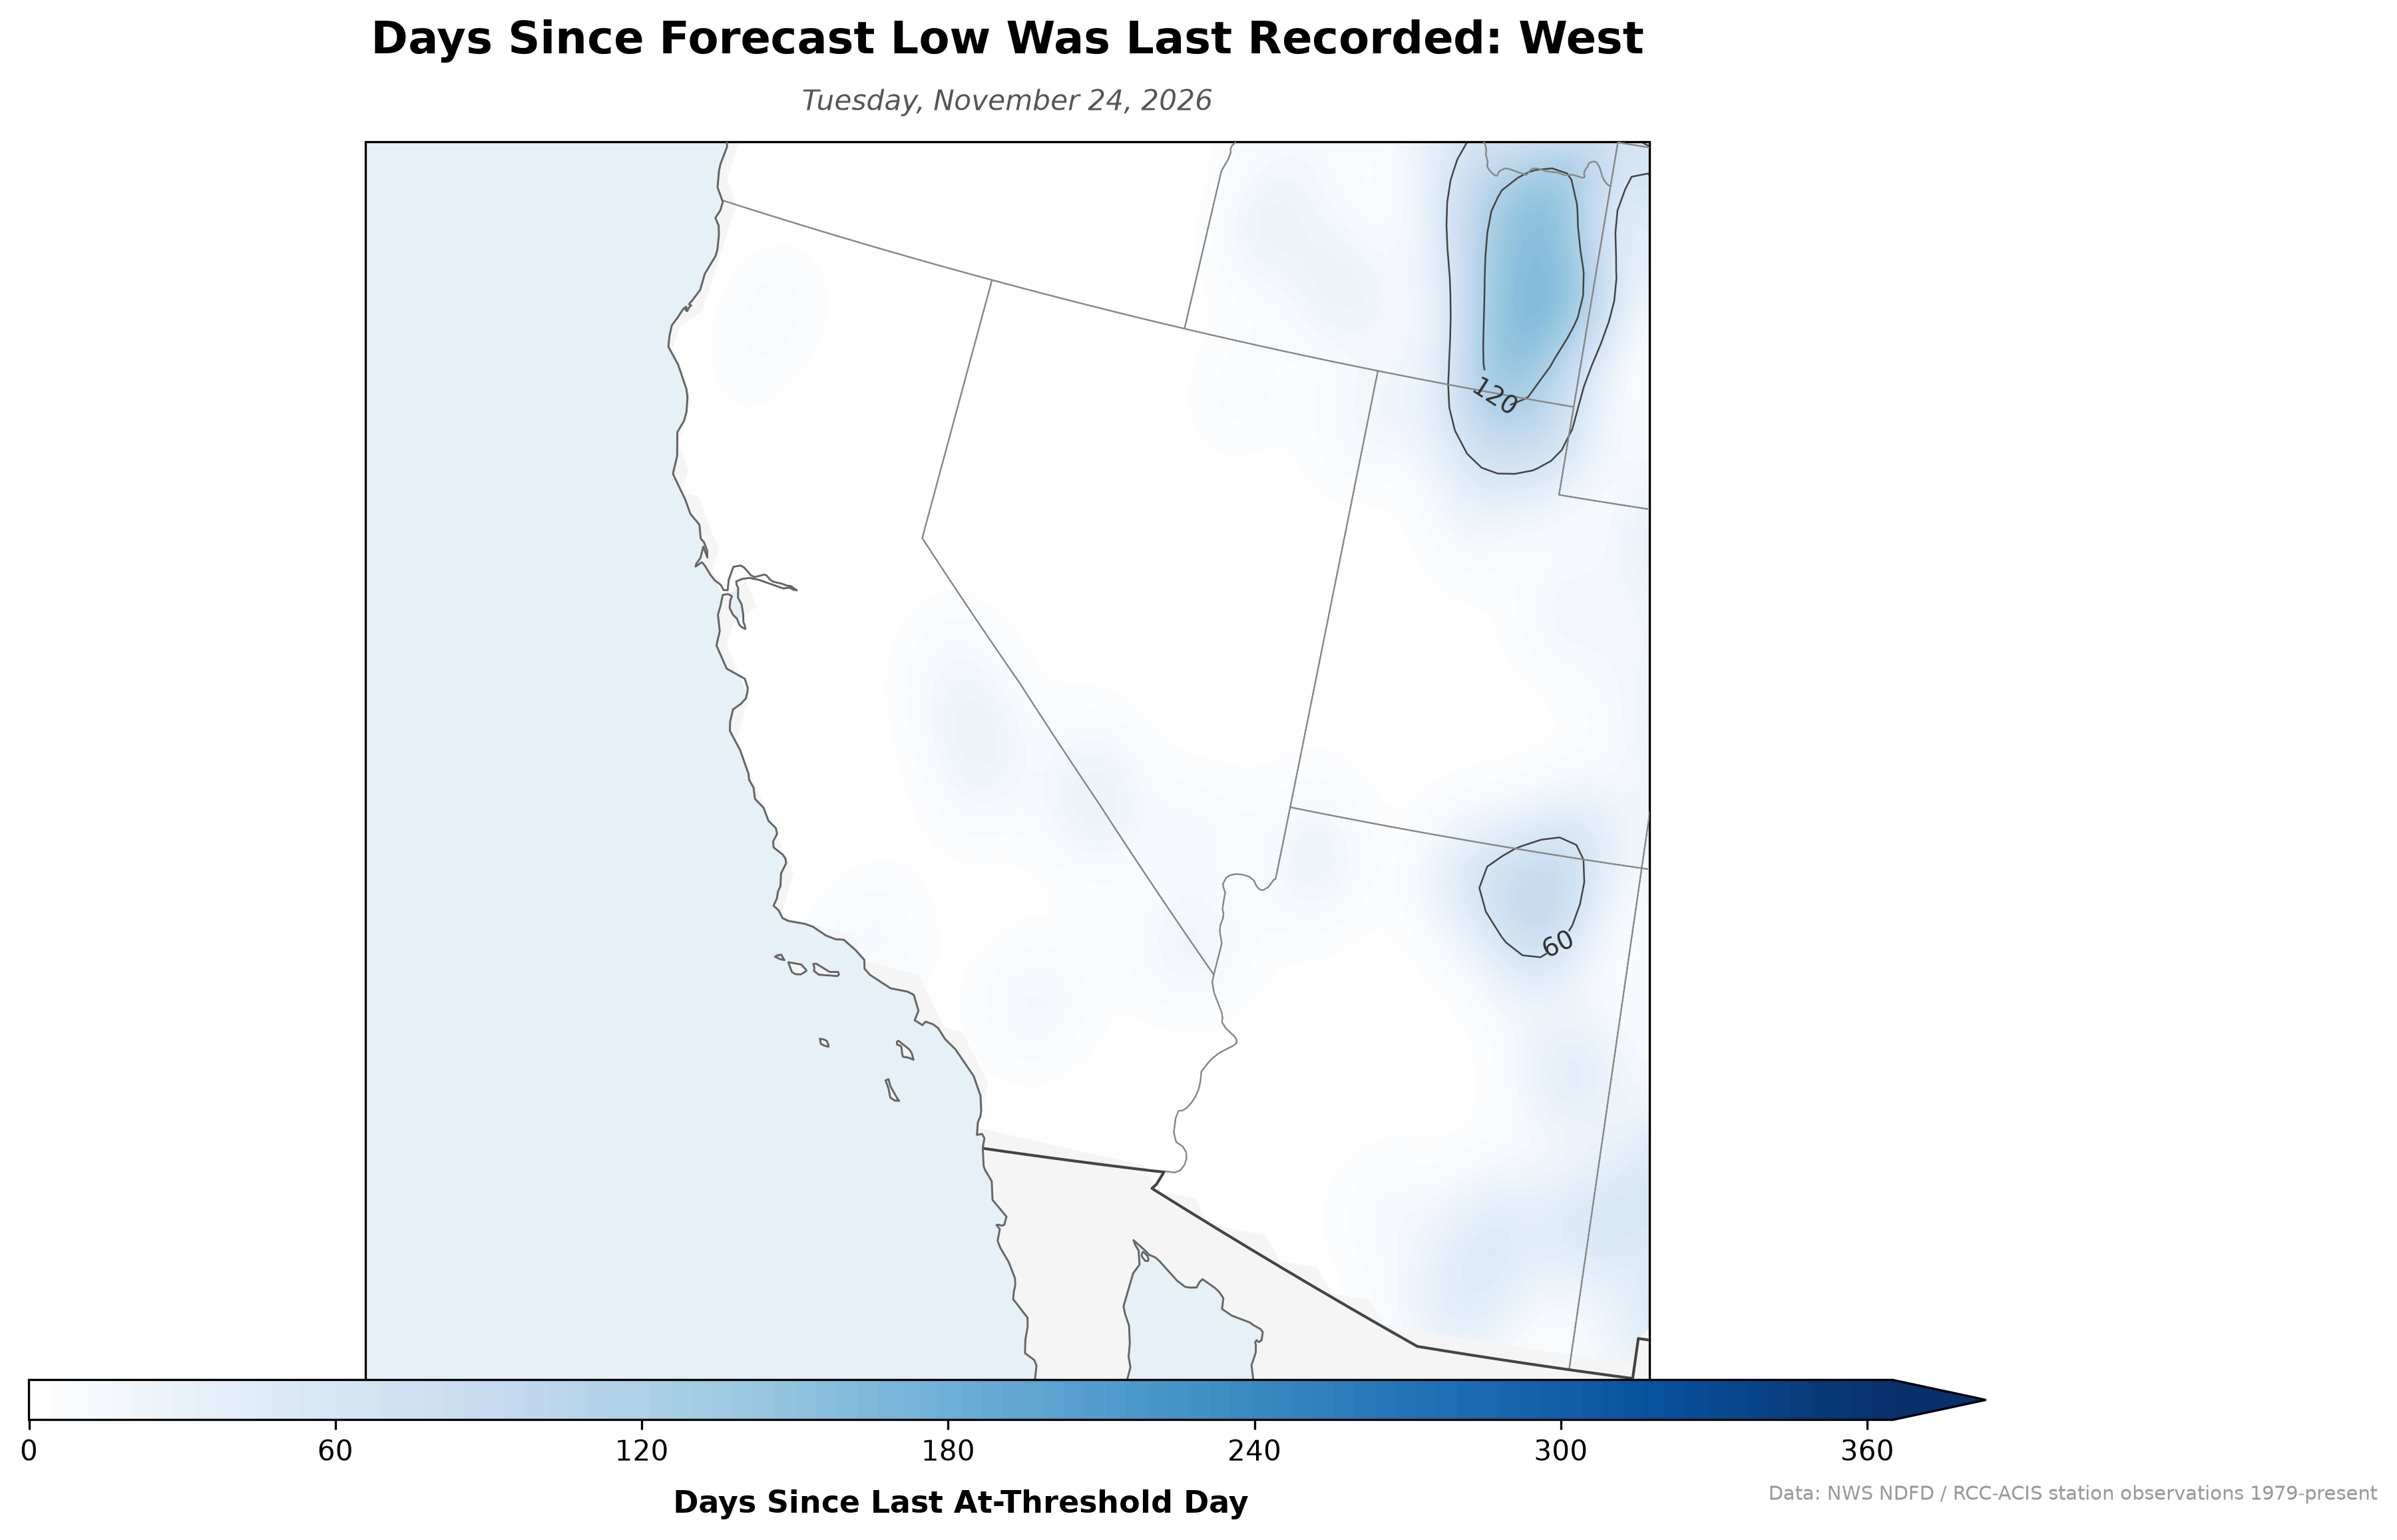 Days Since Forecast Low Was Last Recorded: West
Tuesday, November 24, 2026
120
60
0 60 120 180 240 300 360
Days Since Last At-Threshold Day
Data: NWS NDFD / RCC-ACIS station observations 1979-present